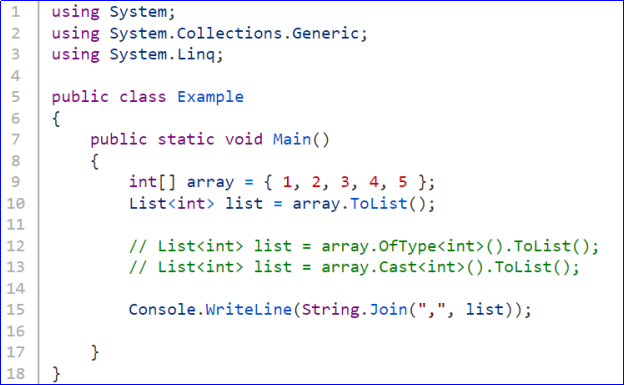 1 using System;
2 using System.Collections.Generic;
3 using System.Linq;
4
5 public class Example
6 {
7     public static void Main()
8     {
9         int[] array = { 1, 2, 3, 4, 5 };
10         List<int> list = array.ToList();
11
12         // List<int> list = array.OfType<int>().ToList();
13         // List<int> list = array.Cast<int>().ToList();
14
15         Console.WriteLine(String.Join(",", list));
16
17     }
18 }